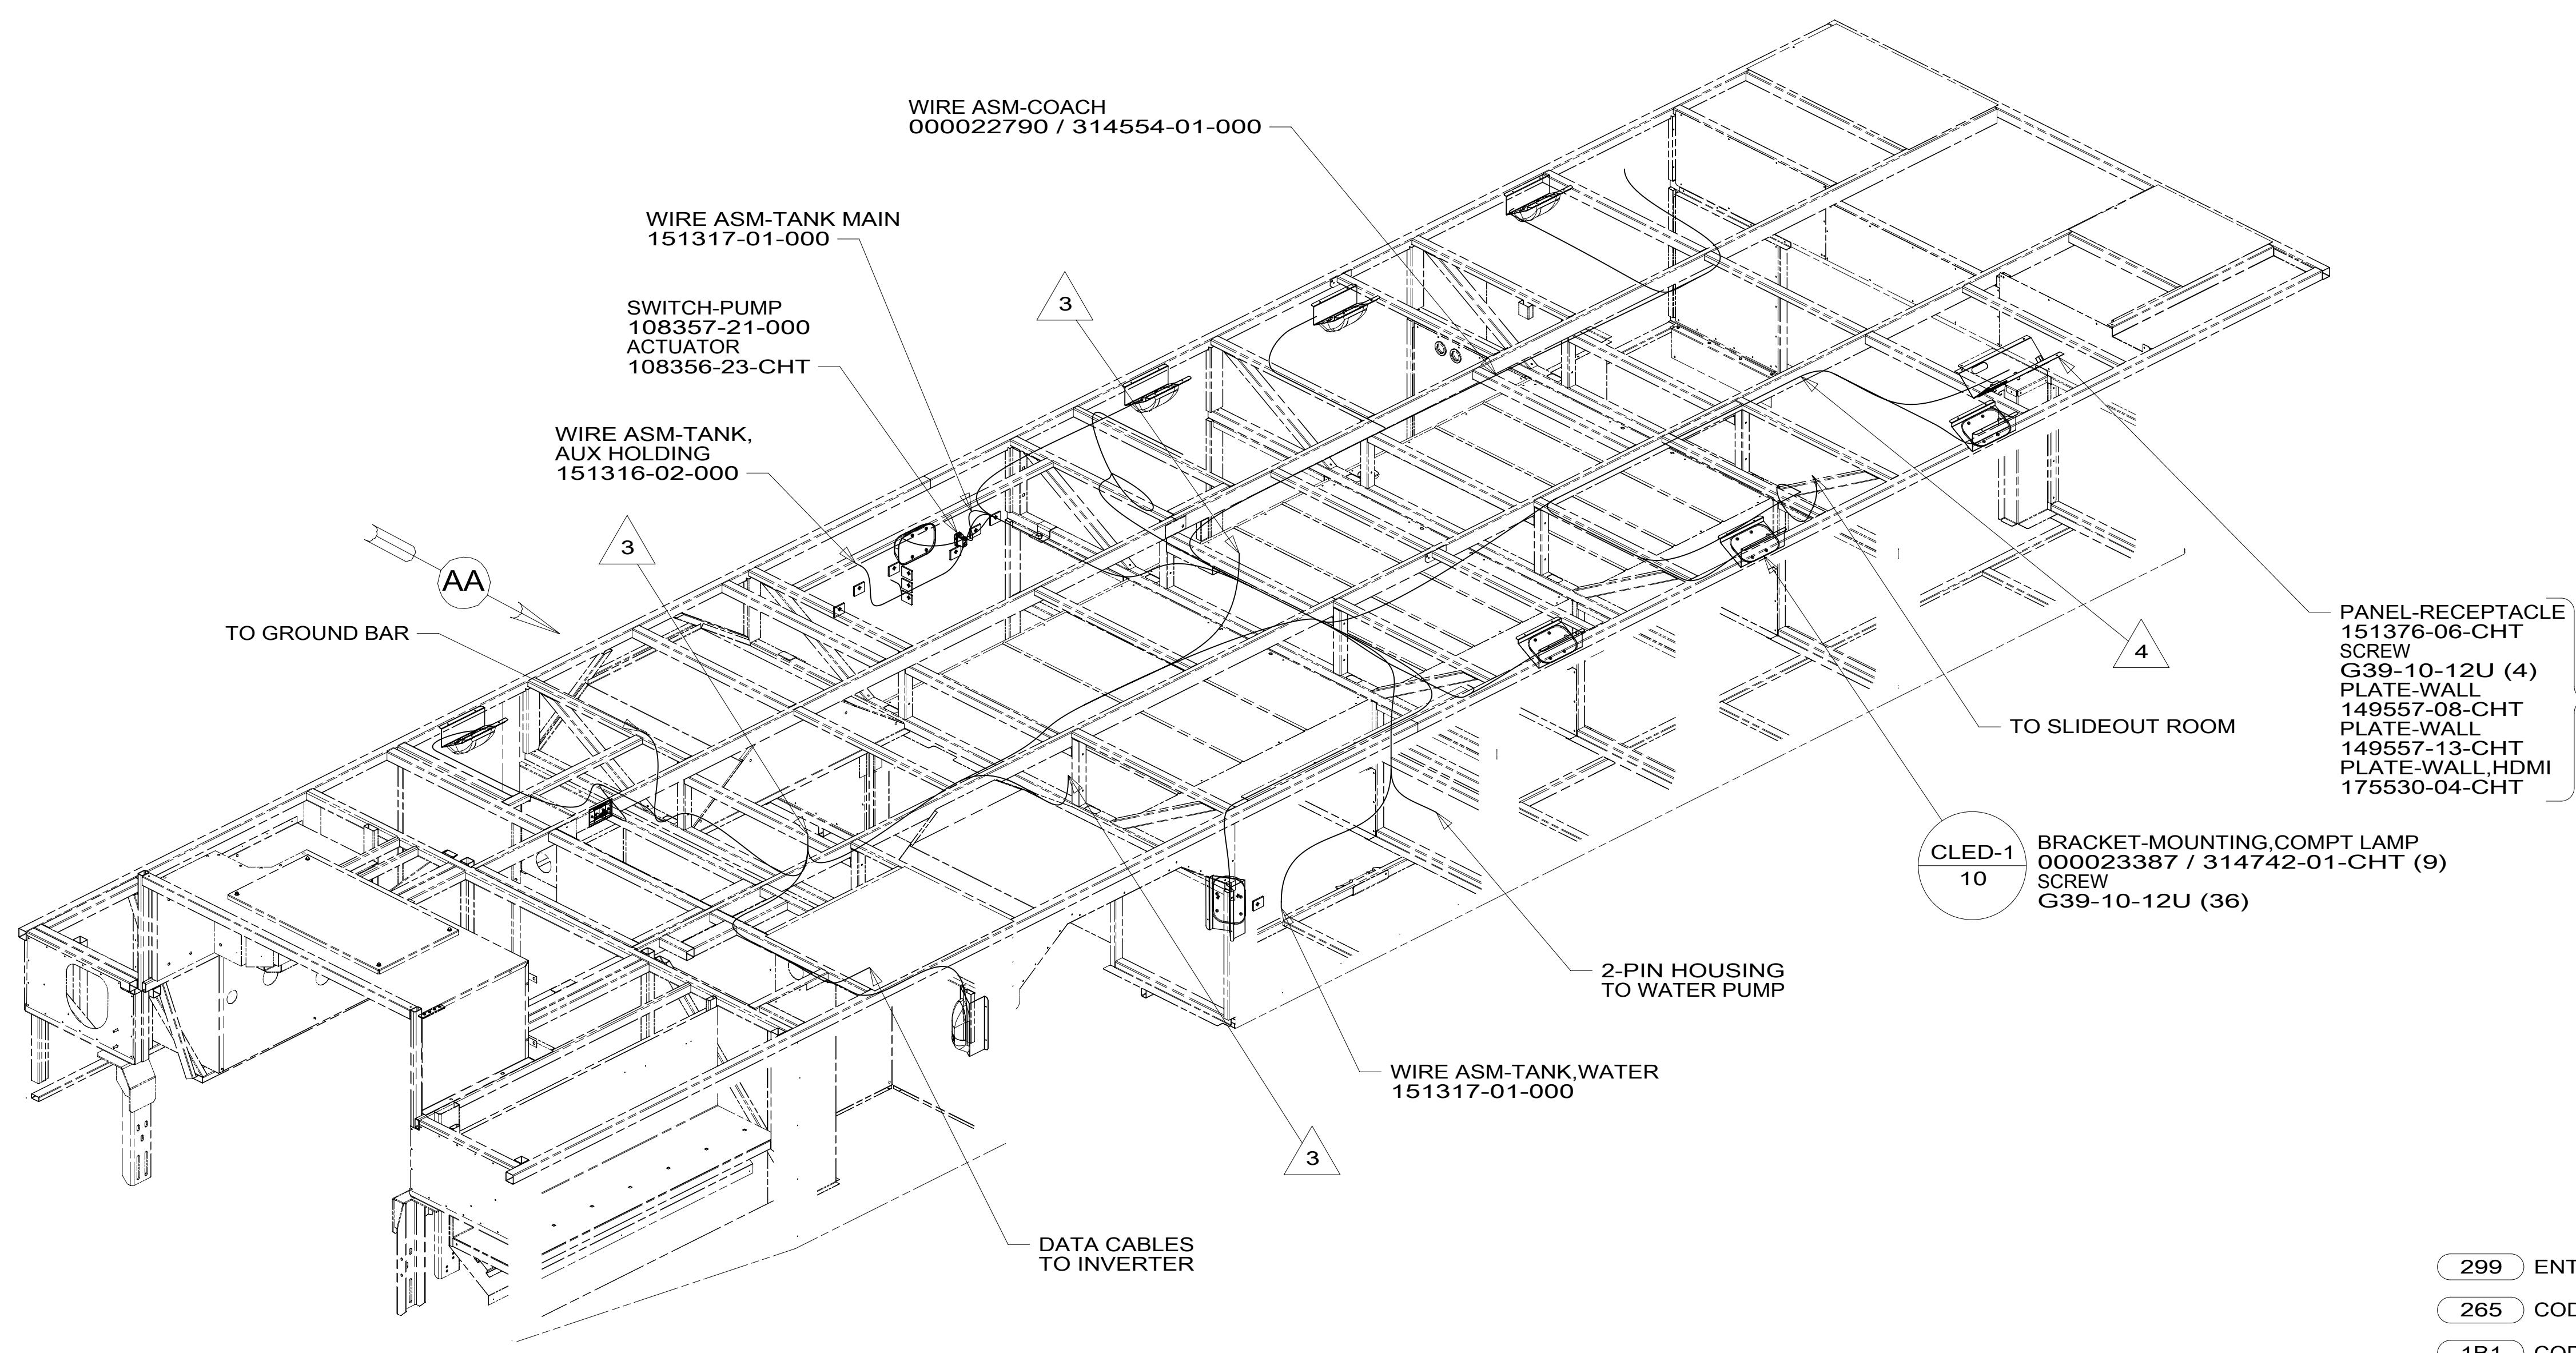 WIRE ASM-COACH
000022790 / 314554-01-000
WIRE ASM-TANK MAIN
151317-01-000
SWITCH-PUMP
108357-21-000
ACTUATOR
108356-23-CHT
3
WIRE ASM-TANK,
AUX HOLDING
151316-02-000
3
AA
TO GROUND BAR
PANEL-RECEPTACLE
151376-06-CHT
SCREW
G39-10-12U (4)
PLATE-WALL
149557-08-CHT
PLATE-WALL
149557-13-CHT
PLATE-WALL,HDMI
175530-04-CHT
4
TO SLIDEOUT ROOM
CLED-1
10
BRACKET-MOUNTING,COMPT LAMP
000023387 / 314742-01-CHT (9)
SCREW
G39-10-12U (36)
2-PIN HOUSING
TO WATER PUMP
WIRE ASM-TANK,WATER
151317-01-000
3
DATA CABLES
TO INVERTER
299 ENT
265 COD
1B1